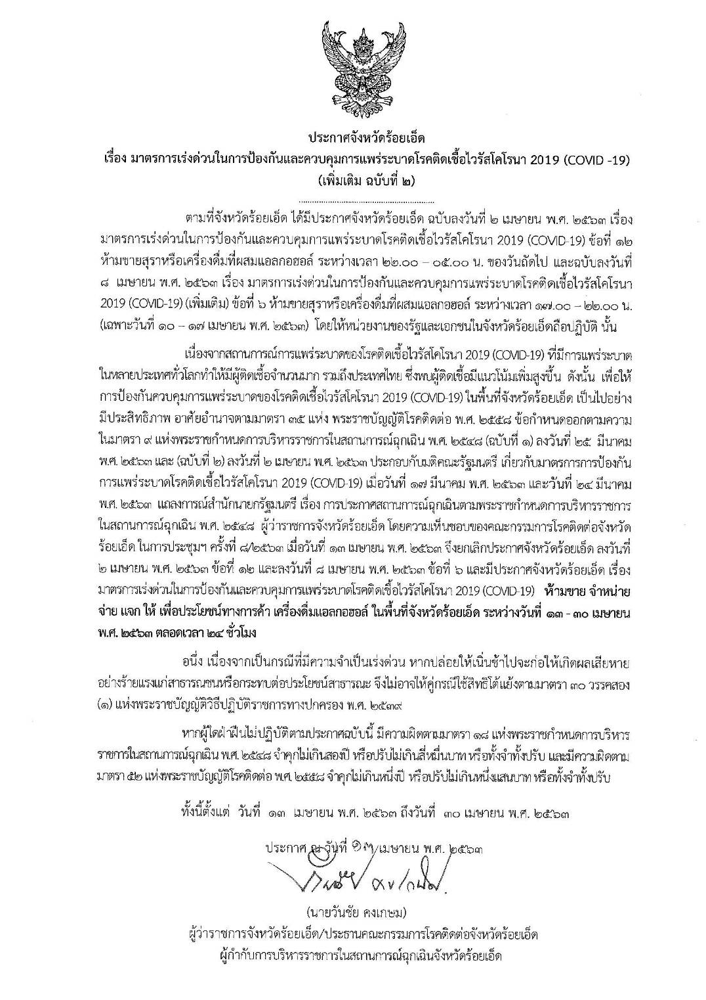 ประกาศจังหวัดร้อยเอ็ด
เรื่อง มาตรการเร่งด่วนในการป้องกันและควบคุมการแพร่ระบาดโรคติดเชื้อไวรัสโคโรนา 2019 (COVID -19)
(เพิ่มเติม ฉบับที่ ๒)
ตามที่จังหวัดร้อยเอ็ด ได้มีประกาศจังหวัดร้อยเอ็ด ฉบับลงวันที่ ๒ เมษายน พ.ศ. ๒๕๖๓ เรื่อง
มาตรการเร่งด่วนในการป้องกันและควบคุมการแพร่ระบาดโรคติดเชื้อไวรัสโคโรนา 2019 (COVID-19) ข้อที่ ๑๒
ห้ามขายสุราหรือเครื่องดื่มที่ผสมแอลกอฮอล์ ระหว่างเวลา ๒๒.๐๐ – ๐๕.๐๐ น. ของวันถัดไป และฉบับลงวันที่
๘ เมษายน พ.ศ. ๒๕๖๓ เรื่อง มาตรการเร่งด่วนในการป้องกันและควบคุมการแพร่ระบาดโรคติดเชื้อไวรัสโคโรนา
2019 (COVID-19) (เพิ่มเติม) ข้อที่ ๖ ห้ามขายสุราหรือเครื่องดื่มที่ผสมแอลกอฮอล์ ระหว่างเวลา ๑๗.๐๐ – ๒๒.๐๐ น.
(เฉพาะวันที่ ๑๐ – ๑๗ เมษายน พ.ศ. ๒๕๖๓) โดยให้หน่วยงานของรัฐและเอกชนในจังหวัดร้อยเอ็ดถือปฏิบัติ นั้น
เนื่องจากสถานการณ์การแพร่ระบาดของโรคติดเชื้อไวรัสโคโรนา 2019 (COVID-19) ที่มีการแพร่ระบาด
ในหลายประเทศทั่วโลกทำให้มีผู้ติดเชื้อจำนวนมาก รวมถึงประเทศไทย ซึ่งพบผู้ติดเชื้อมีแนวโน้มเพิ่มสูงขึ้น ดังนั้น เพื่อให้
การป้องกันควบคุมการแพร่ระบาดของโรคติดเชื้อไวรัสโคโรนา 2019 (COVID-19) ในพื้นที่จังหวัดร้อยเอ็ด เป็นไปอย่าง
มีประสิทธิภาพ อาศัยอำนาจตามมาตรา ๓๕ แห่ง พระราชบัญญัติโรคติดต่อ พ.ศ. ๒๕๕๘ ข้อกำหนดออกตามความ
ในมาตรา ๙ แห่งพระราชกำหนดการบริหารราชการในสถานการณ์ฉุกเฉิน พ.ศ. ๒๕๔๘ (ฉบับที่ ๑) ลงวันที่ ๒๕ มีนาคม
พ.ศ. ๒๕๖๓ และ (ฉบับที่ ๒) ลงวันที่ ๒ เมษายน พ.ศ. ๒๕๖๓ ประกอบกับมติคณะรัฐมนตรี เกี่ยวกับมาตรการการป้องกัน
การแพร่ระบาดโรคติดเชื้อไวรัสโคโรนา 2019 (COVID-19) เมื่อวันที่ ๑๗ มีนาคม พ.ศ. ๒๕๖๓ และวันที่ ๒๔ มีนาคม
พ.ศ. ๒๕๖๓ แถลงการณ์สำนักนายกรัฐมนตรี เรื่อง การประกาศสถานการณ์ฉุกเฉินตามพระราชกำหนดการบริหารราชการ
ในสถานการณ์ฉุกเฉิน พ.ศ. ๒๕๔๘ ผู้ว่าราชการจังหวัดร้อยเอ็ด โดยความเห็นชอบของคณะกรรมการโรคติดต่อจังหวัด
ร้อยเอ็ด ในการประชุมฯ ครั้งที่ ๘/๒๕๖๓ เมื่อวันที่ ๑๓ เมษายน พ.ศ. ๒๕๖๓ จึงยกเลิกประกาศจังหวัดร้อยเอ็ด ลงวันที่
๒ เมษายน พ.ศ. ๒๕๖๓ ข้อที่ ๑๒ และลงวันที่ ๘ เมษายน พ.ศ. ๒๕๖๓ ข้อที่ ๖ และมีประกาศจังหวัดร้อยเอ็ด เรื่อง
มาตรการเร่งด่วนในการป้องกันและควบคุมการแพร่ระบาดโรคติดเชื้อไวรัสโคโรนา 2019 (COVID-19) ห้ามขาย จำหน่าย
จ่าย แจก ให้ เพื่อประโยชน์ทางการค้า เครื่องดื่มแอลกอฮอล์ ในพื้นที่จังหวัดร้อยเอ็ด ระหว่างวันที่ ๑๓ - ๓๐ เมษายน
พ.ศ. ๒๕๖๓ ตลอดเวลา ๒๔ ชั่วโมง
อนึ่ง เนื่องจากเป็นกรณีที่มีความจำเป็นเร่งด่วน หากปล่อยให้เนิ่นช้าไปจะก่อให้เกิดผลเสียหาย
อย่างร้ายแรงแก่สาธารณชนหรือกระทบต่อประโยชน์สาธารณะ จึงไม่อาจให้คู่กรณีใช้สิทธิโต้แย้งตามมาตรา ๓๐ วรรคสอง
(๑) แห่งพระราชบัญญัติวิธีปฏิบัติราชการทางปกครอง พ.ศ. ๒๕๓๙
หากผู้ใดฝ่าฝืนไม่ปฏิบัติตามประกาศฉบับนี้ มีความผิดตามมาตรา ๑๘ แห่งพระราชกำหนดการบริหาร
ราชการในสถานการณ์ฉุกเฉิน พ.ศ. ๒๕๔๘ จำคุกไม่เกินสองปี หรือปรับไม่เกินสี่หมื่นบาท หรือทั้งจำทั้งปรับ และมีความผิดตาม
มาตรา ๕๒ แห่งพระราชบัญญัติโรคติดต่อ พ.ศ. ๒๕๕๘ จำคุกไม่เกินหนึ่งปี หรือปรับไม่เกินหนึ่งแสนบาท หรือทั้งจำทั้งปรับ
ทั้งนี้ตั้งแต่ วันที่ ๑๓ เมษายน พ.ศ. ๒๕๖๓ ถึงวันที่ ๓๐ เมษายน พ.ศ. ๒๕๖๓
ประกาศ ณ วันที่ ๑๓ เมษายน พ.ศ. ๒๕๖๓
(นายวันชัย คงเกษม)
ผู้ว่าราชการจังหวัดร้อยเอ็ด/ประธานคณะกรรมการโรคติดต่อจังหวัดร้อยเอ็ด
ผู้กำกับการบริหารราชการในสถานการณ์ฉุกเฉินจังหวัดร้อยเอ็ด